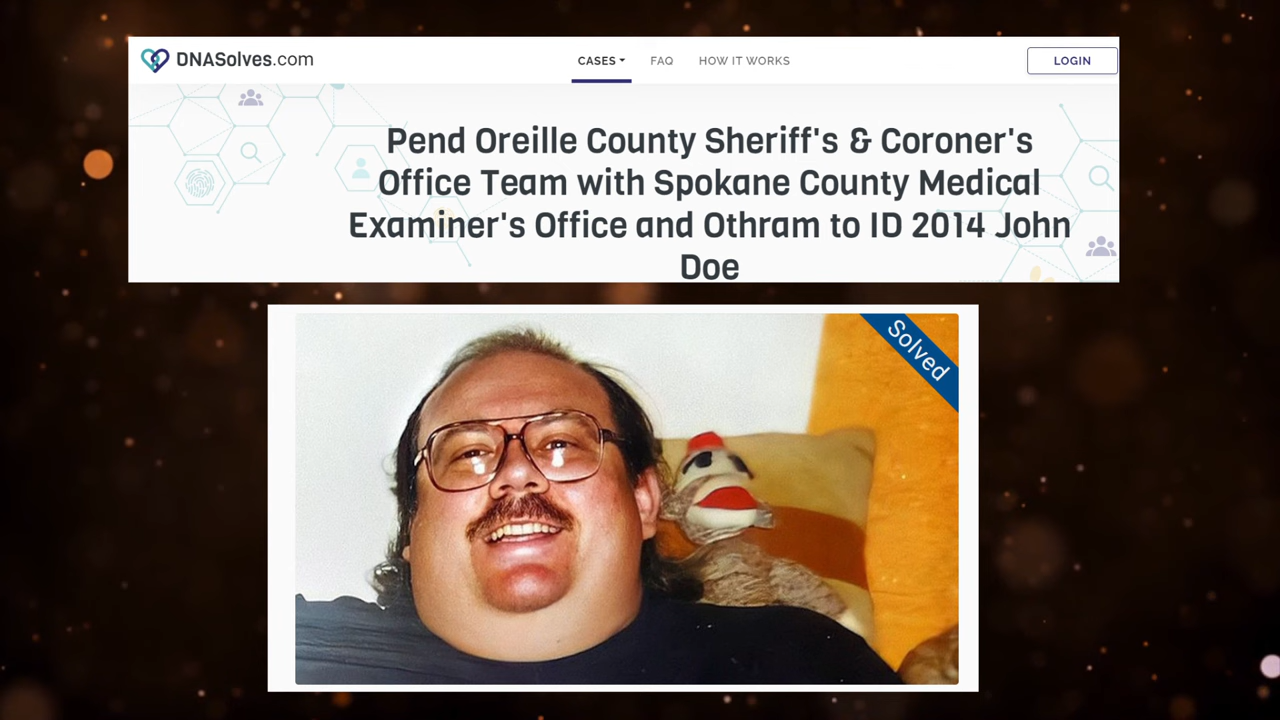 DNASolves.com
CASES
FAQ
HOW IT WORKS
LOGIN
Pend Oreille County Sheriff's & Coroner's
Office Team with Spokane County Medical
Examiner's Office and Othram to ID 2014 John
Doe
Solved